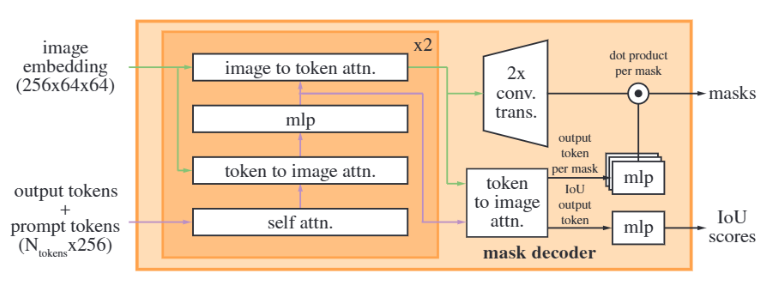 image
embedding
(256x64x64)
output tokens
+
prompt tokens
(N_tokens x256)
x2
image to token attn.
mlp
token to image attn.
self attn.
2x
conv.
trans.
token
to image
attn.
mask decoder
dot product
per mask
output
token
per mask
IoU
output
token
mlp
mlp
masks
IoU
scores